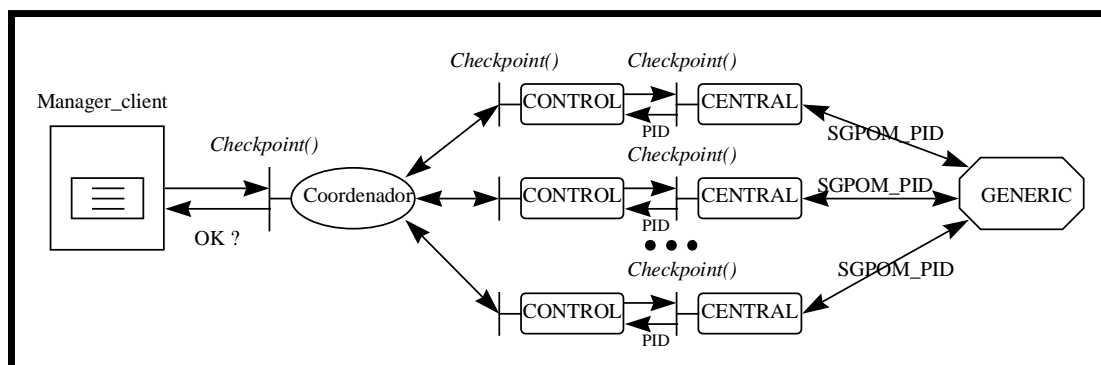 Checkpoint() Checkpoint()
Manager_client
CONTROL CENTRAL
Checkpoint()
PID
SGPOM_PID
Checkpoint()
Coordenador
CONTROL CENTRAL
SGPOM_PID
GENERIC
PID
OK ?
Checkpoint()
SGPOM_PID
CONTROL CENTRAL
PID